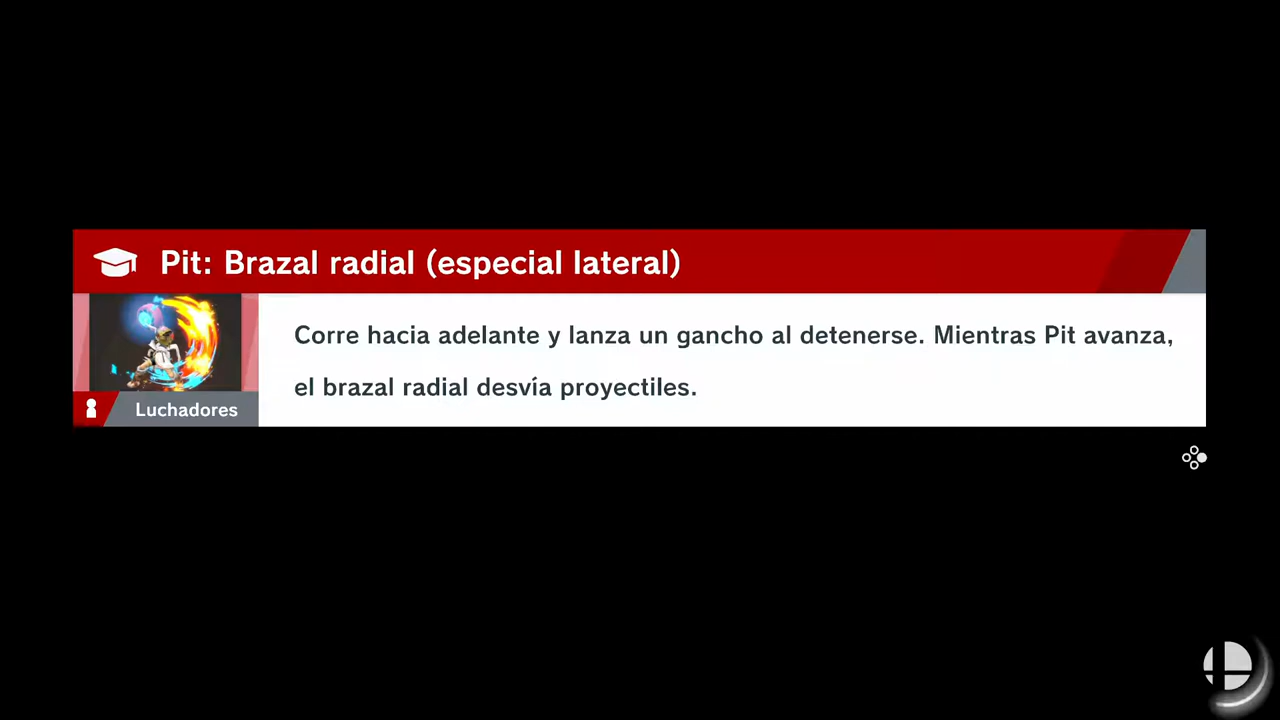 Pit: Brazal radial (especial lateral)
Corre hacia adelante y lanza un gancho al detenerse. Mientras Pit avanza,
el brazal radial desvía proyectiles.
Luchadores